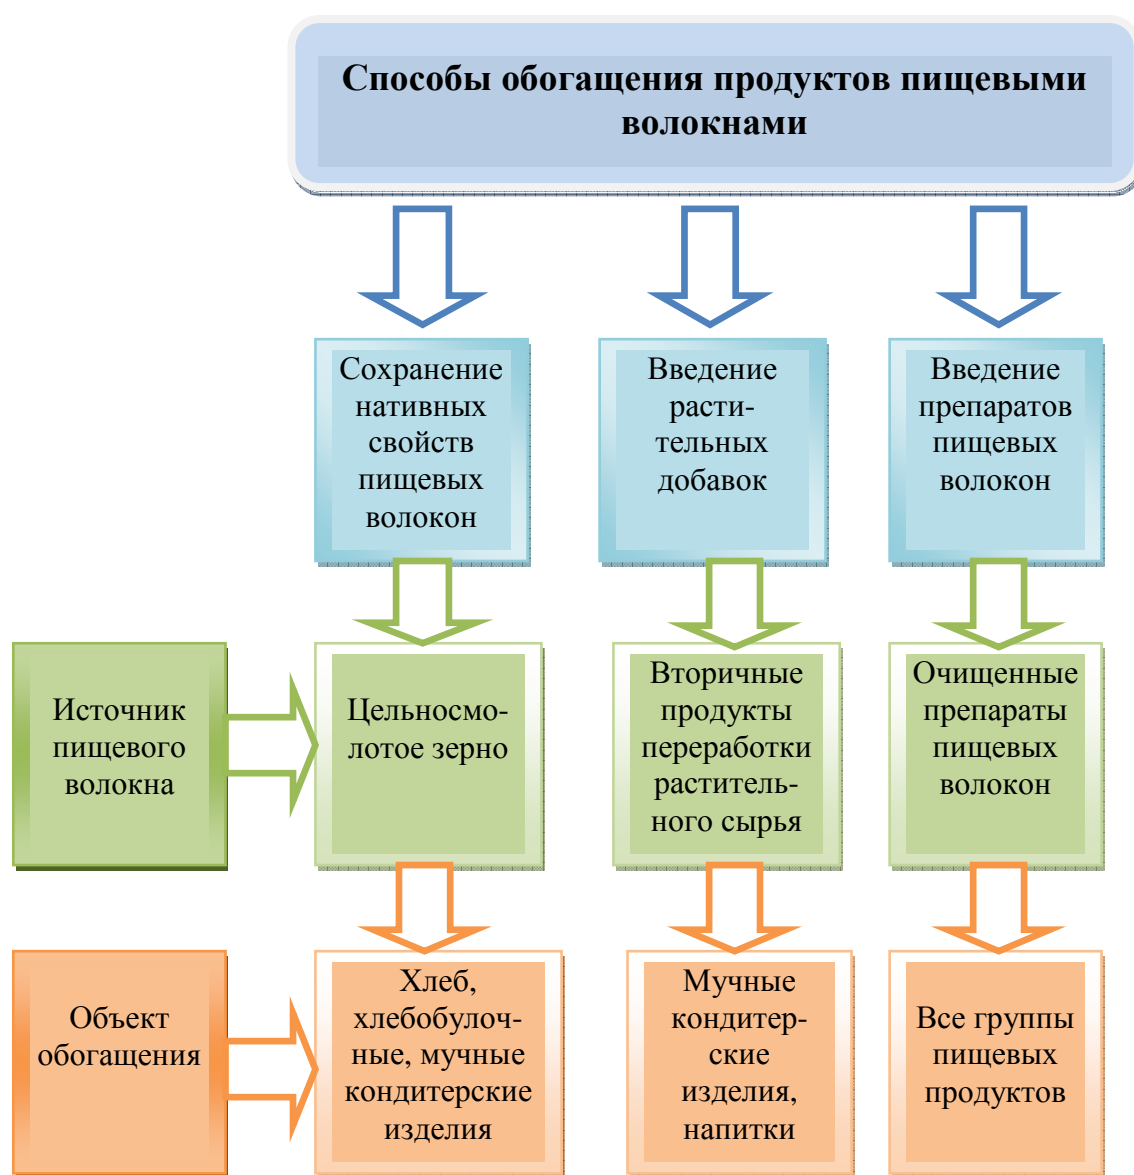 Способы обогащения продуктов пищевыми
волокнами
Сохранение
нативных
свойств
пищевых
волокон
Введение
расти-
тельных
добавок
Введение
препаратов
пищевых
волокон
Источник
пищевого
волокна
Цельносмо-
лотое зерно
Вторичные
продукты
переработки
раститель-
ного сырья
Очищенные
препараты
пищевых
волокон
Объект
обогащения
Хлеб,
хлебобулоч-
ные, мучные
кондитерские
изделия
Мучные
кондитер-
ские
изделия,
напитки
Все группы
пищевых
продуктов